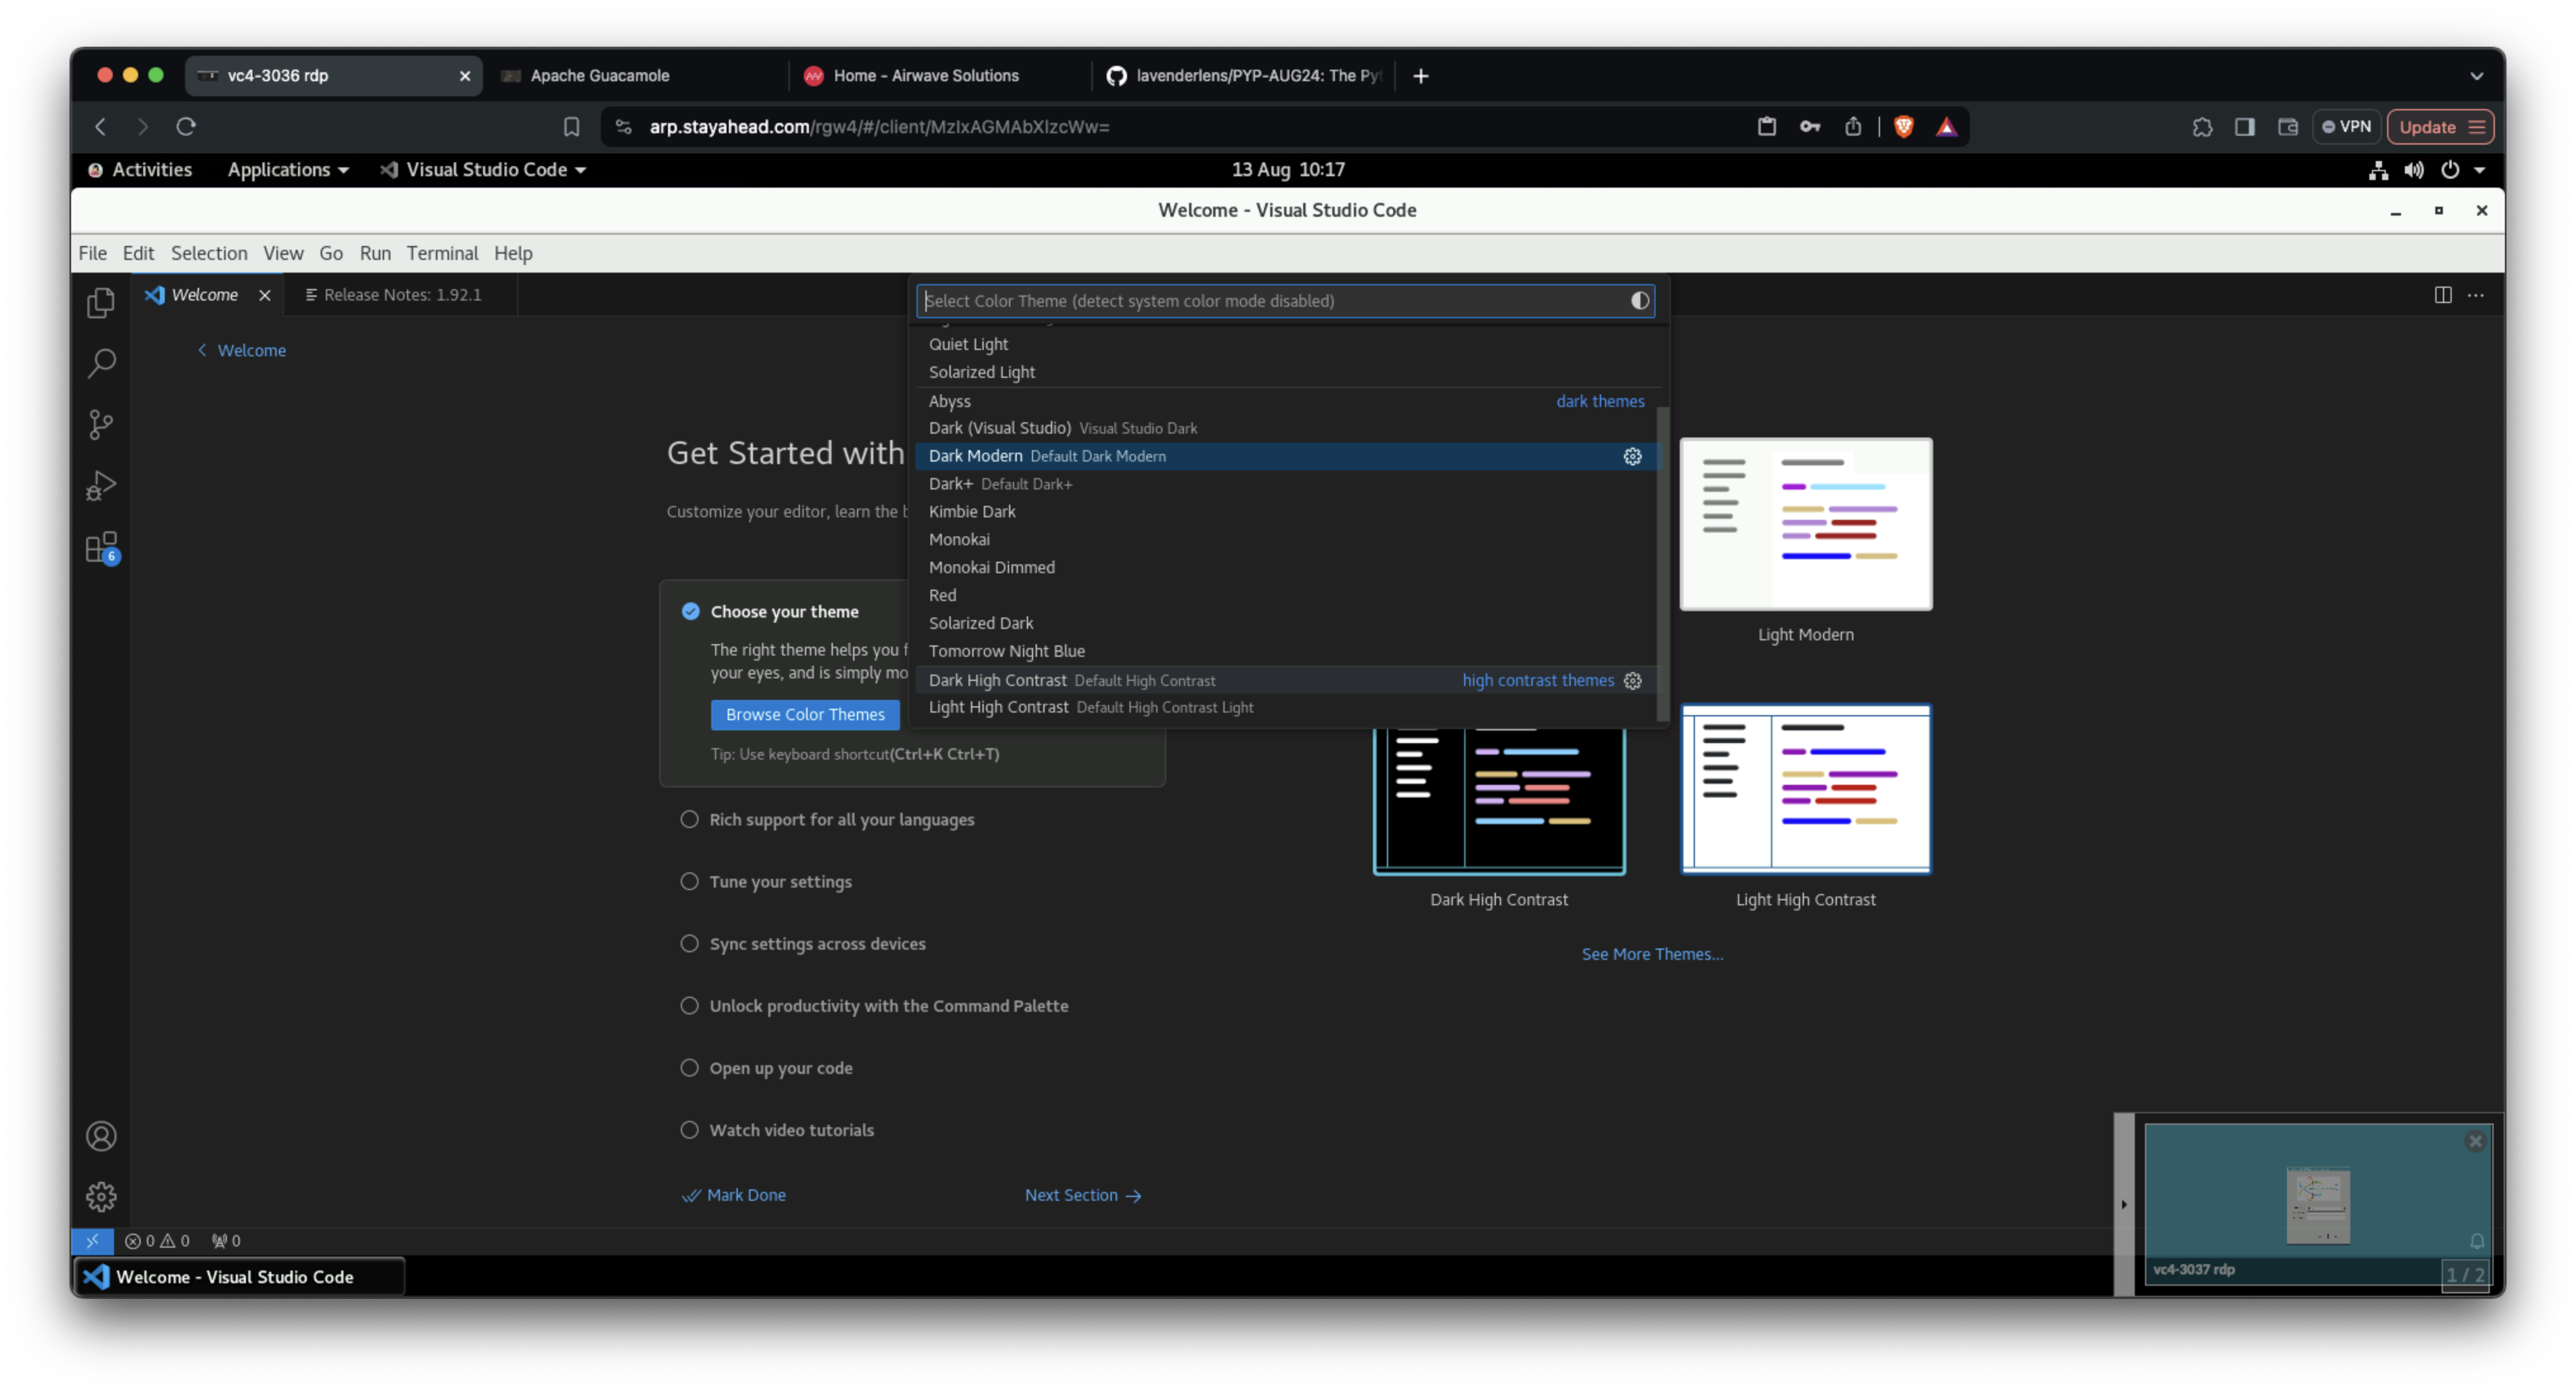 vc4-3036 rdp
Apache Guacamole
Home - Airwave Solutions
lavenderlens/PYP-AUG24: The Py
arp.stayahead.com/rgw4/#/client/MzIxAGMAbXlzcWw=
VPN
Update
Activities
Applications
Visual Studio Code
13 Aug 10:17
Welcome - Visual Studio Code
File Edit Selection View Go Run Terminal Help
Welcome
Release Notes: 1.92.1
Select Color Theme (detect system color mode disabled)
Welcome
Quiet Light
Solarized Light
Abyss dark themes
Dark (Visual Studio) Visual Studio Dark
Dark Modern Default Dark Modern
Dark+ Default Dark+
Kimbie Dark
Monokai
Monokai Dimmed
Red
Solarized Dark
Tomorrow Night Blue
Dark High Contrast Default High Contrast high contrast themes
Light High Contrast Default High Contrast Light
Get Started with
Customize your editor, learn the
6
Choose your theme
The right theme helps you
your eyes, and is simply mo
Browse Color Themes
Tip: Use keyboard shortcut(Ctrl+K Ctrl+T)
Rich support for all your languages
Tune your settings
Sync settings across devices
Unlock productivity with the Command Palette
Open up your code
Watch video tutorials
Mark Done
Next Section
Light Modern
Dark High Contrast
Light High Contrast
See More Themes...
0 0 0
Welcome - Visual Studio Code
vc4-3037 rdp
1 / 2